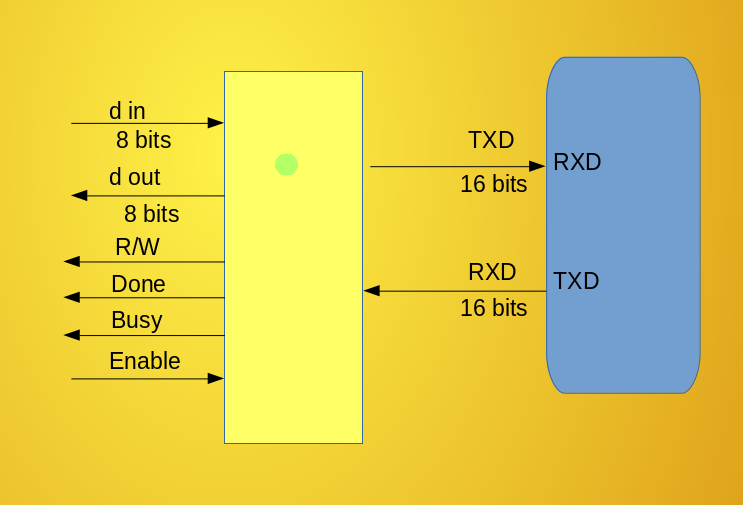 d in
8 bits
d out
8 bits
R/W
Done
Busy
Enable
TXD
16 bits
RXD
16 bits
RXD
TXD